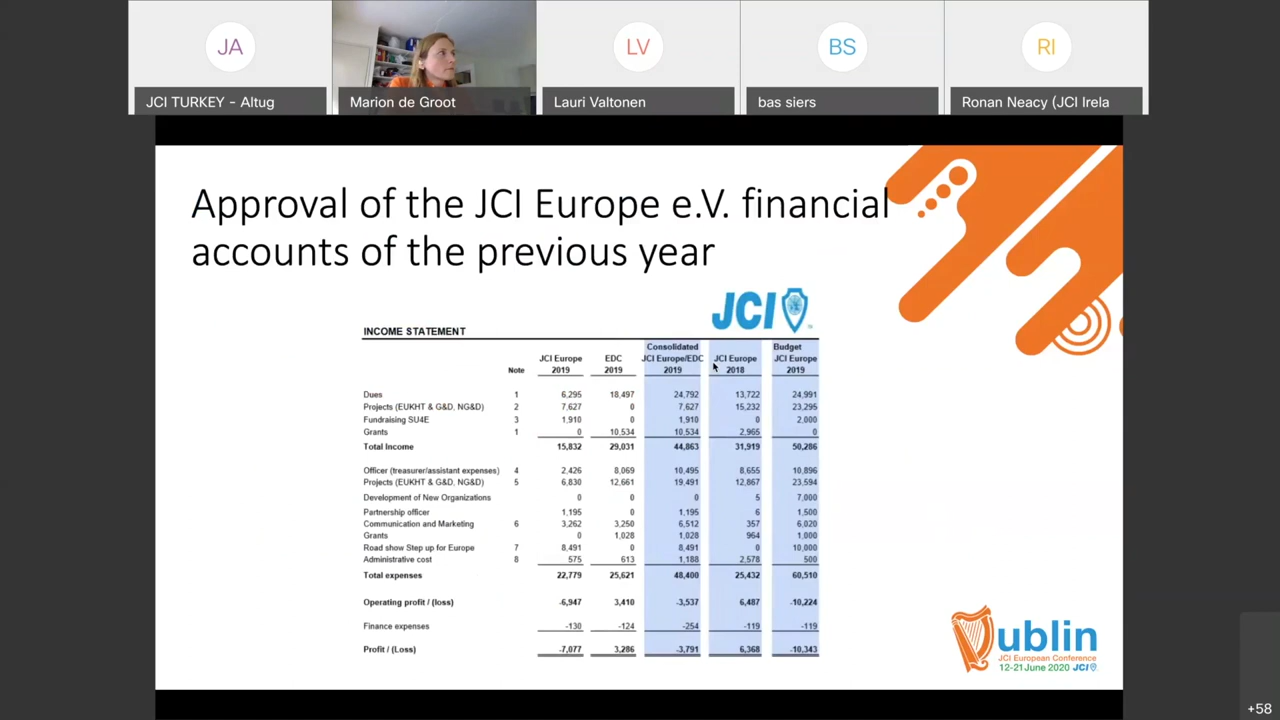 JA
LV
BS
RI
JCI TURKEY - Altug
Marion de Groot
Lauri Valtonen
bas siers
Ronan Neacy (JCI Irela
Approval of the JCI Europe e.V. financial
accounts of the previous year
JCI
INCOME STATEMENT
Consolidated Budget
JCI Europe EDC JCI Europe/EDC JCI Europe JCI Europe
Note 2019 2019 2019 2018 2019
Dues 1 6,295 18,497 24,792 13,722 24,991
Projects (EUKHT & G&D, NG&D) 2 7,627 0 7,627 15,232 23,295
Fundraising SU4E 3 1,910 0 1,910 0 2,000
Grants 1 0 10,534 10,534 2,965 0
Total Income 15,832 29,031 44,863 31,919 50,286
Officer (treasurer/assistant expenses) 4 2,426 8,069 10,495 8,655 10,896
Projects (EUKHT & G&D, NG&D) 5 6,830 12,661 19,491 12,867 23,594
Development of New Organizations 0 0 0 5 7,000
Partnership officer 1,195 0 1,195 6 1,500
Communication and Marketing 6 3,262 3,250 6,512 357 6,020
Grants 0 1,028 1,028 964 1,000
Road show Step up for Europe 7 8,491 0 8,491 0 10,000
Administrative cost 8 575 613 1,188 2,578 500
Total expenses 22,779 25,621 48,400 25,432 60,510
Operating profit / (loss) -6,947 3,410 -3,537 6,487 -10,224
Finance expenses -130 -124 -254 -119 -119
Profit / (Loss) -7,077 3,286 -3,791 6,368 -10,343
ublin
JCI European Conference
12-21 June 2020 JCI
+58